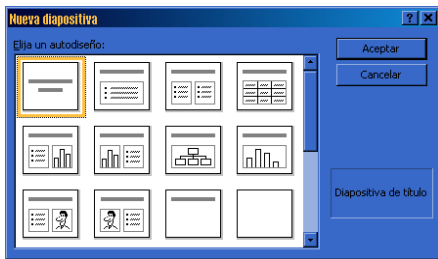 Nueva diapositiva
Elija un autodiseño:
Aceptar
Cancelar
Diapositiva de título